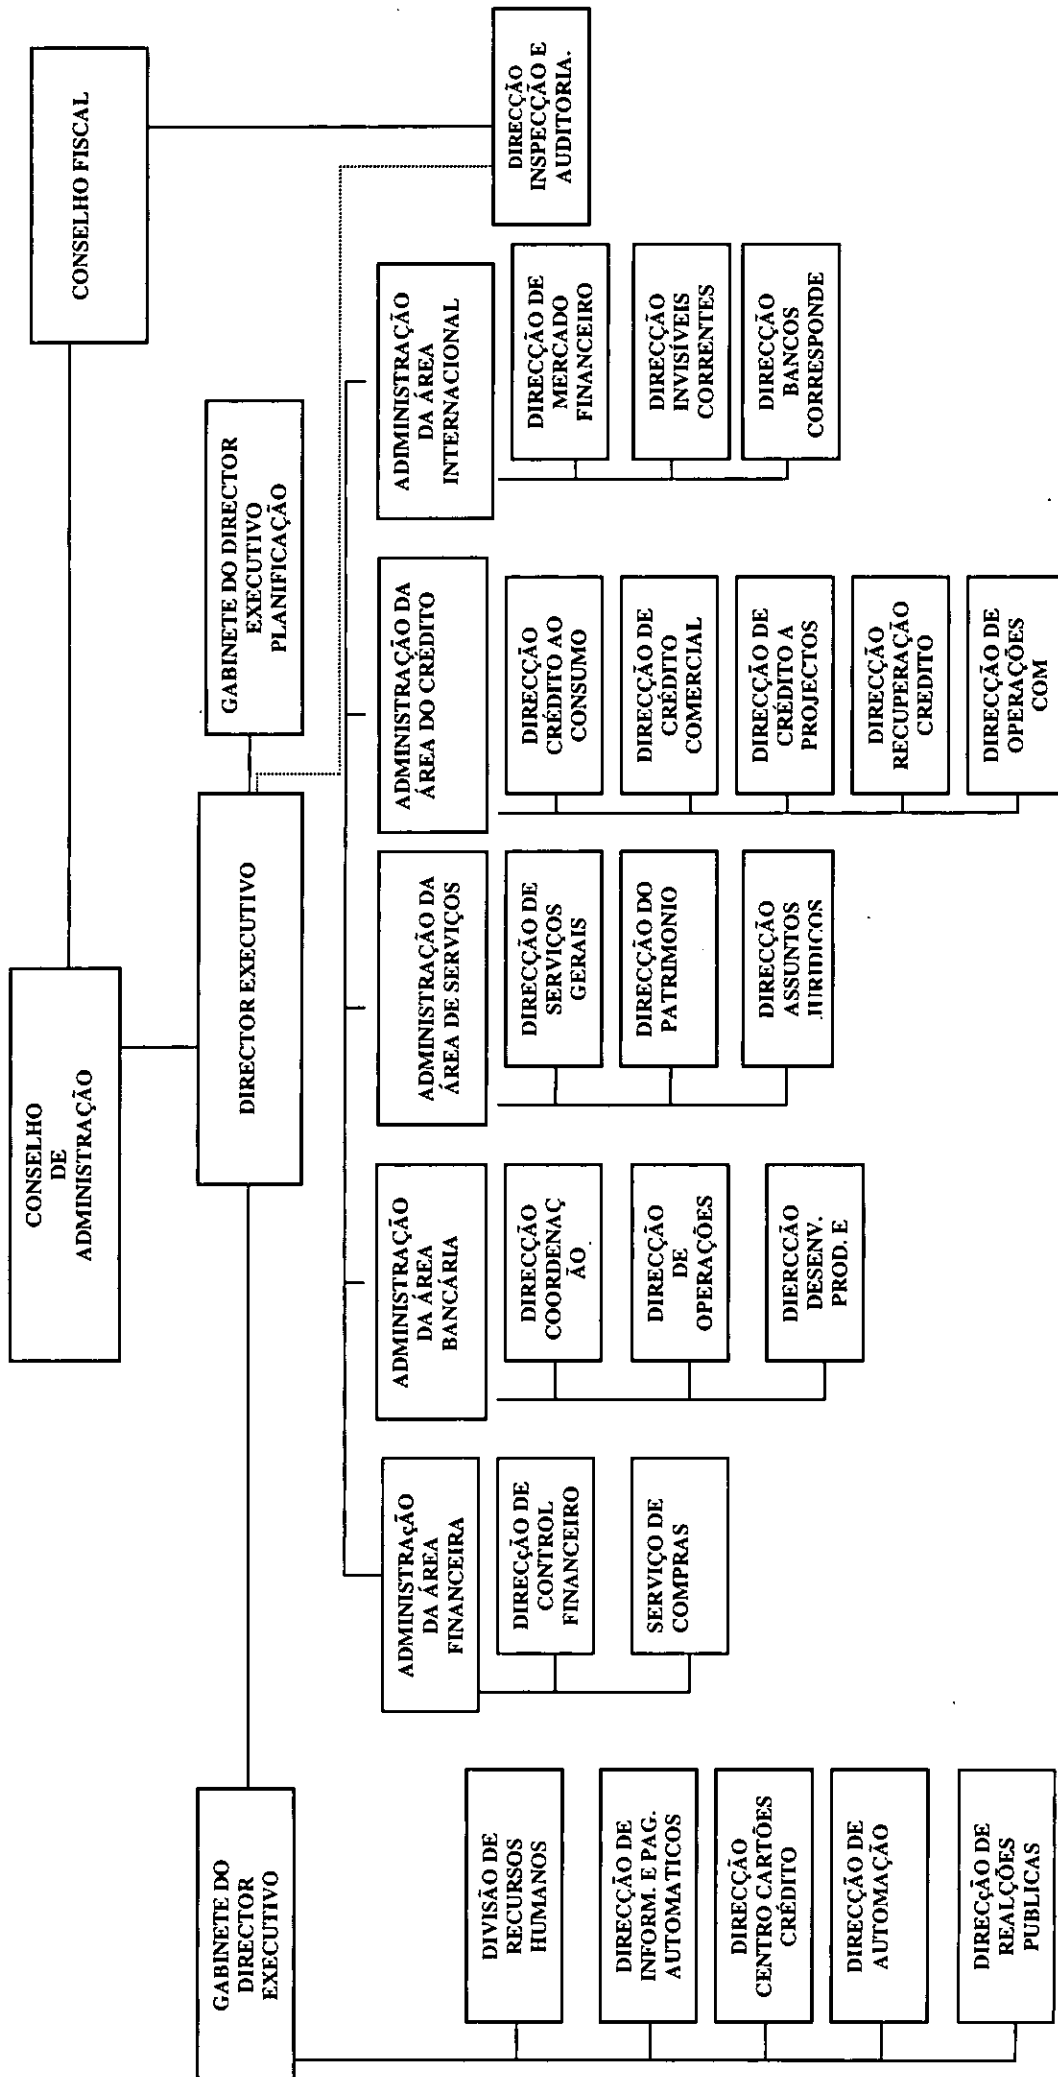 CONSELHO
DE
ADMINISTRAÇÃO
CONSELHO FISCAL
DIRECTOR EXECUTIVO
GABINETE DO DIRECTOR
EXECUTIVO
PLANIFICAÇÃO
GABINETE DO
DIRECTOR
EXECUTIVO
DIVISÃO DE
RECURSOS
HUMANOS
DIRECÇÃO DE
INFORM. E PAG.
AUTOMATICOS
DIRECÇÃO
CENTRO CARTÕES
CRÉDITO
DIRECÇÃO DE
AUTOMAÇÃO
DIRECÇÃO DE
REALÇÕES
PUBLICAS
ADMINISTRAÇÃO
DA ÁREA
FINANCEIRA
DIRECÇÃO DE
CONTROL
FINANCEIRO
SERVIÇO DE
COMPRAS
ADMINISTRAÇÃO
DA ÁREA
BANCÁRIA
DIRECÇÃO
COORDENAÇ
ÃO
DIRECÇÃO
DE
OPERAÇÕES
DIERCCÃO
DESENV.
PROD. E
ADMINISTRAÇÃO DA
ÁREA DE SERVIÇOS
DIRECÇÃO DE
SERVIÇOS
GERAIS
DIRECÇÃO DO
PATRIMONIO
DIRECÇÃO
ASSUNTOS
JURIDICOS
ADMINISTRAÇÃO DA
ÁREA DO CRÉDITO
DIRECÇÃO
CRÉDITO AO
CONSUMO
DIRECÇÃO DE
CRÉDITO
COMERCIAL
DIRECÇÃO DE
CRÉDITO A
PROJECTOS
DIRECÇÃO
RECUPERAÇÃO
CREDITO
DIRECÇÃO DE
OPERAÇÕES
COM
ADIMINISTRAÇÃO
DA ÁREA
INTERNACIONAL
DIRECÇÃO DE
MERCADO
FINANCEIRO
DIRECÇÃO
INVISÍVEIS
CORRENTES
DIRECÇÃO
BANCOS
CORRESPONDE
DIRECÇÃO
INSPECÇÃO E
AUDITORIA.